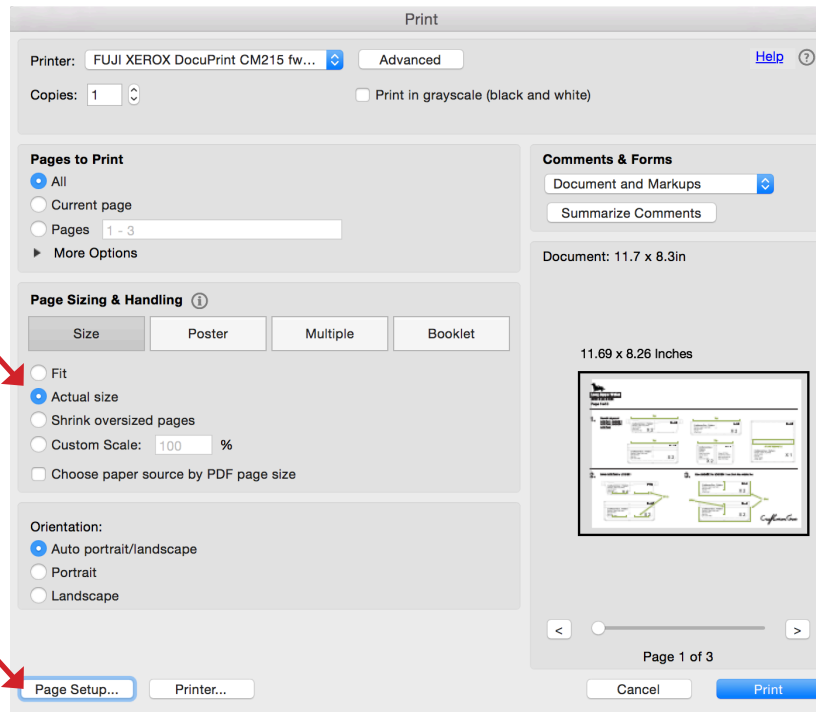 Print
Printer: FUJI XEROX DocuPrint CM215 fw... Advanced Help ?
Copies: 1 Print in grayscale (black and white)
Pages to Print
All
Current page
Pages 1 - 3
More Options
Comments & Forms
Document and Markups
Summarize Comments
Document: 11.7 x 8.3in
Page Sizing & Handling i
Size Poster Multiple Booklet
Fit
Actual size
Shrink oversized pages
Custom Scale: 100 %
Choose paper source by PDF page size
11.69 x 8.26 Inches
Orientation:
Auto portrait/landscape
Portrait
Landscape
< >
Page 1 of 3
Page Setup... Printer... Cancel Print